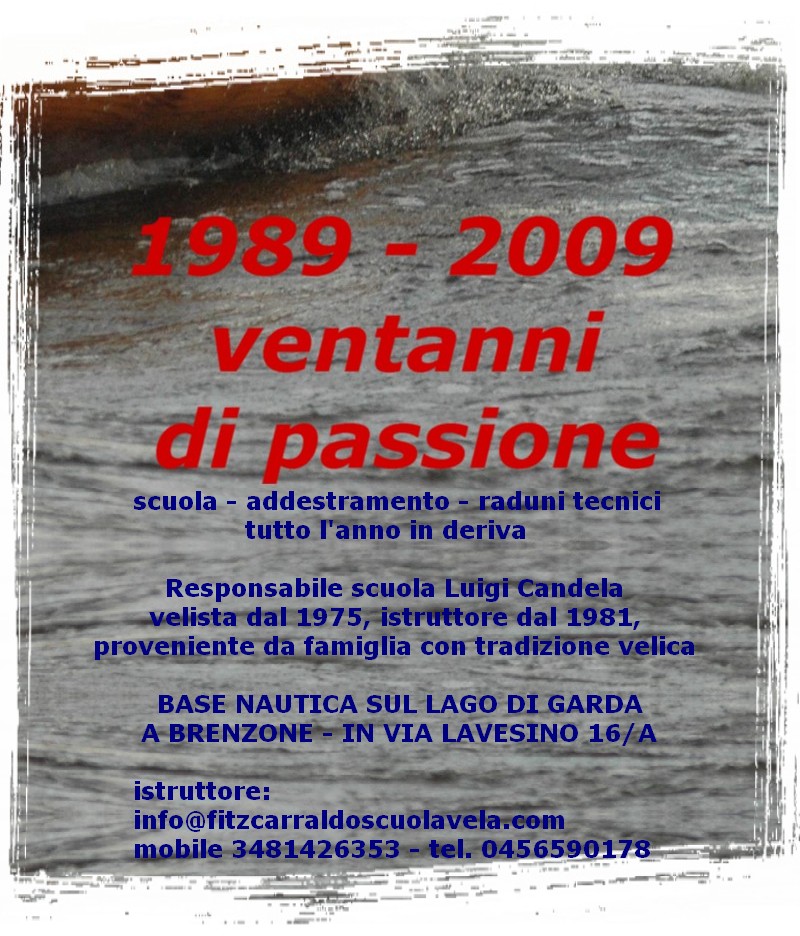 1989 - 2009
ventanni
di passione
scuola - addestramento - raduni tecnici
tutto l'anno in deriva
Responsabile scuola Luigi Candela
velista dal 1975, istruttore dal 1981,
proveniente da famiglia con tradizione velica
BASE NAUTICA SUL LAGO DI GARDA
A BRENZONE - IN VIA LAVESINO 16/A
istruttore:
info@fitzcarraldoscuolavela.com
mobile 3481426353 - tel. 0456590178